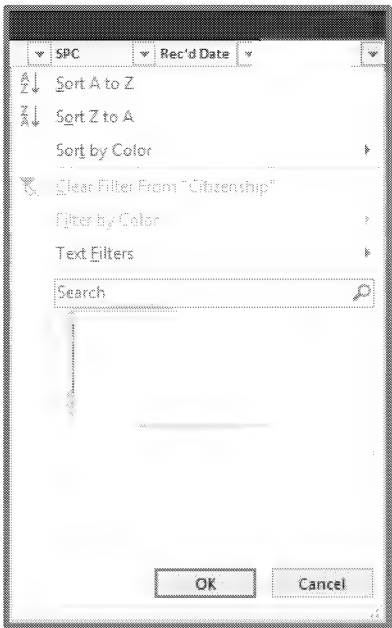 SPC Rec'd Date
Sort A to Z
Sort Z to A
Sort by Color
Clear Filter From "Citizenship"
Filter by Color
Text Filters
Search
OK Cancel